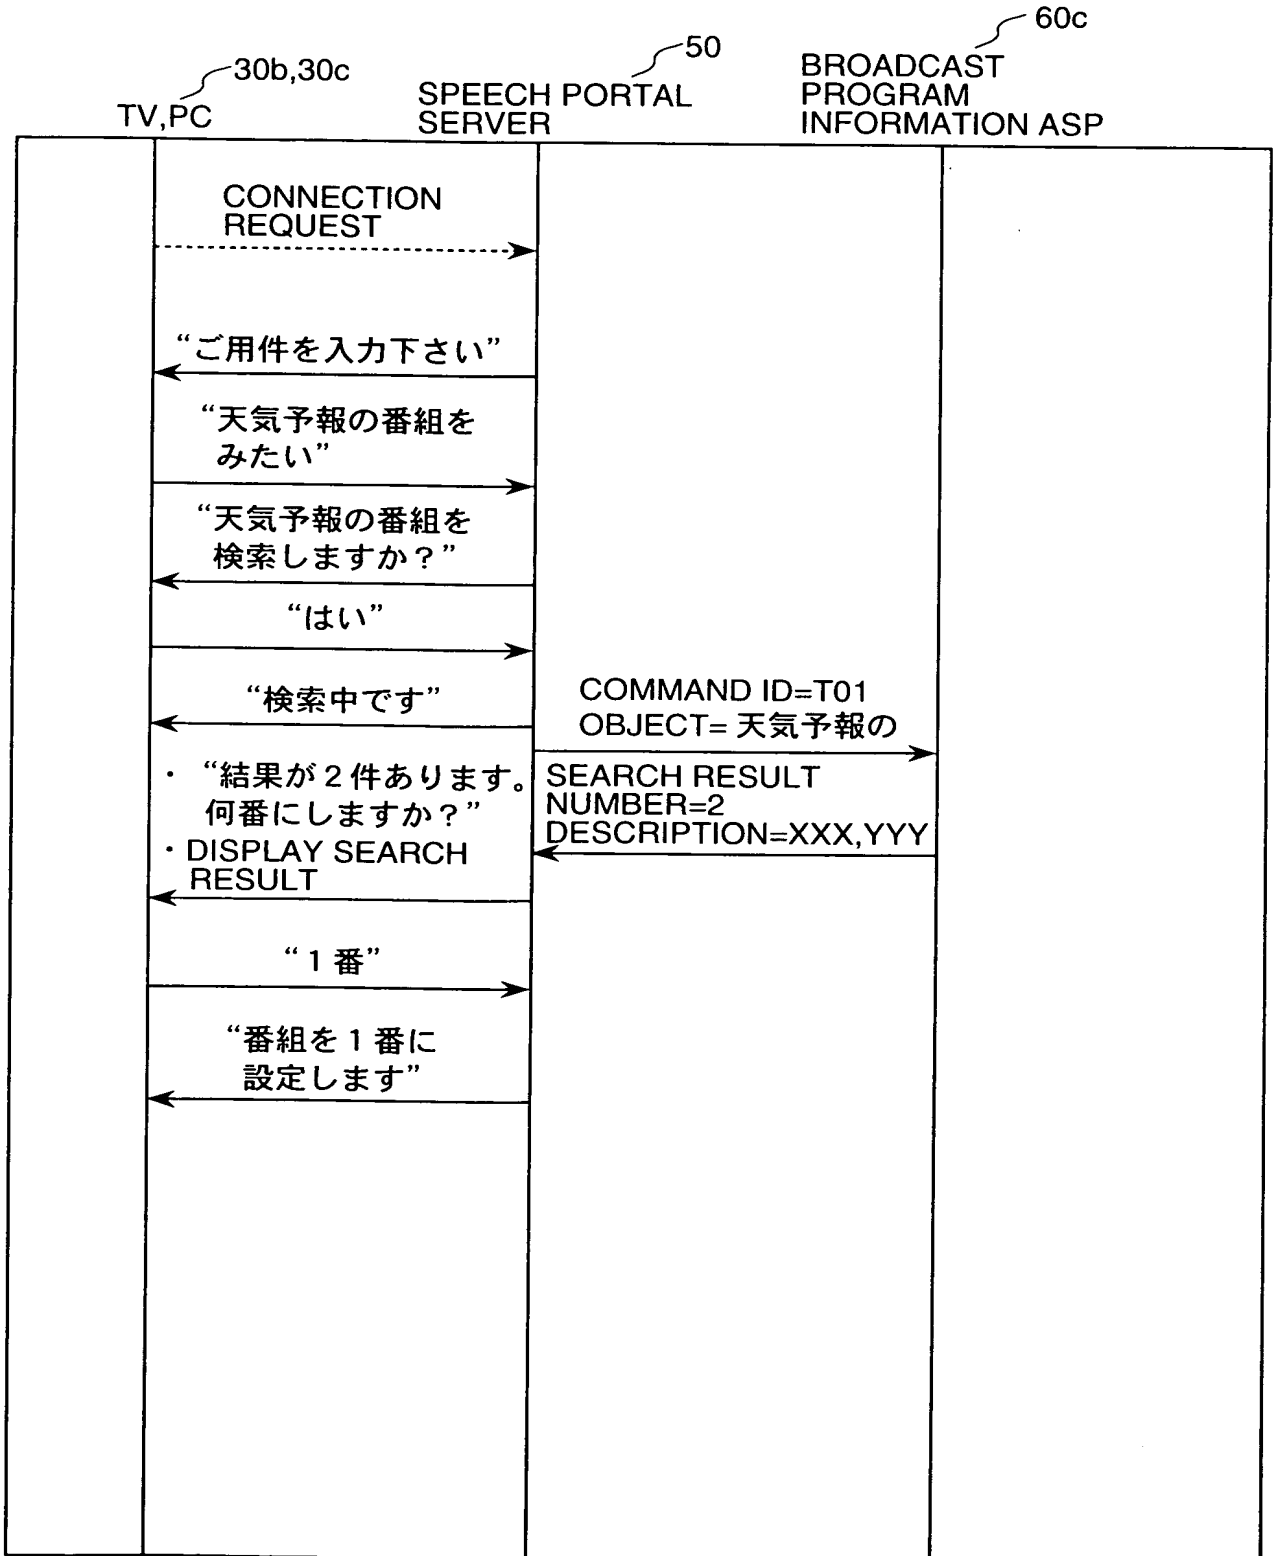 60c
50
30b,30c
BROADCAST
PROGRAM
INFORMATION ASP
SPEECH PORTAL
SERVER
TV,PC
CONNECTION
REQUEST
“ご用件を入力下さい”
“天気予報の番組を
みたい”
“天気予報の番組を
検索しますか？”
“はい”
“検索中です”
COMMAND ID=T01
OBJECT= 天気予報の
・ “結果が２件あります。
何番にしますか？”
・DISPLAY SEARCH
RESULT
SEARCH RESULT
NUMBER=2
DESCRIPTION=XXX,YYY
“１番”
“番組を１番に
設定します”